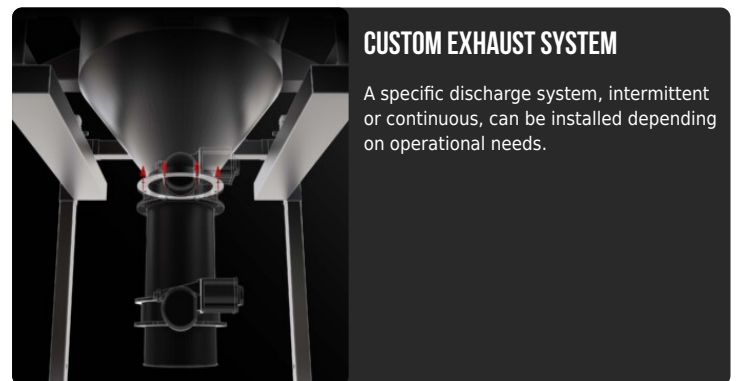 CUSTOM EXHAUST SYSTEM
A specific discharge system, intermittent
or continuous, can be installed depending
on operational needs.